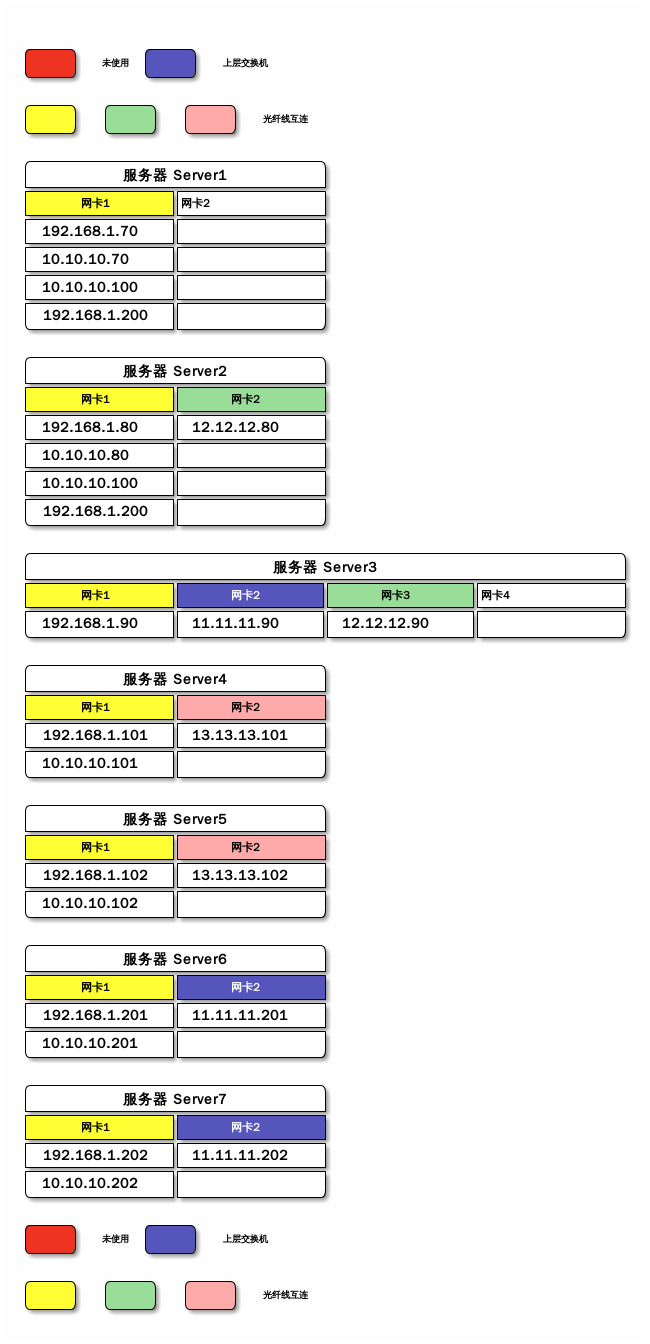 未使用 上层交换机
光纤线互连
服务器 Server1
网卡1 网卡2
192.168.1.70
10.10.10.70
10.10.10.100
192.168.1.200
服务器 Server2
网卡1 网卡2
192.168.1.80 12.12.12.80
10.10.10.80
10.10.10.100
192.168.1.200
服务器 Server3
网卡1 网卡2 网卡3 网卡4
192.168.1.90 11.11.11.90 12.12.12.90
服务器 Server4
网卡1 网卡2
192.168.1.101 13.13.13.101
10.10.10.101
服务器 Server5
网卡1 网卡2
192.168.1.102 13.13.13.102
10.10.10.102
服务器 Server6
网卡1 网卡2
192.168.1.201 11.11.11.201
10.10.10.201
服务器 Server7
网卡1 网卡2
192.168.1.202 11.11.11.202
10.10.10.202
未使用 上层交换机
光纤线互连